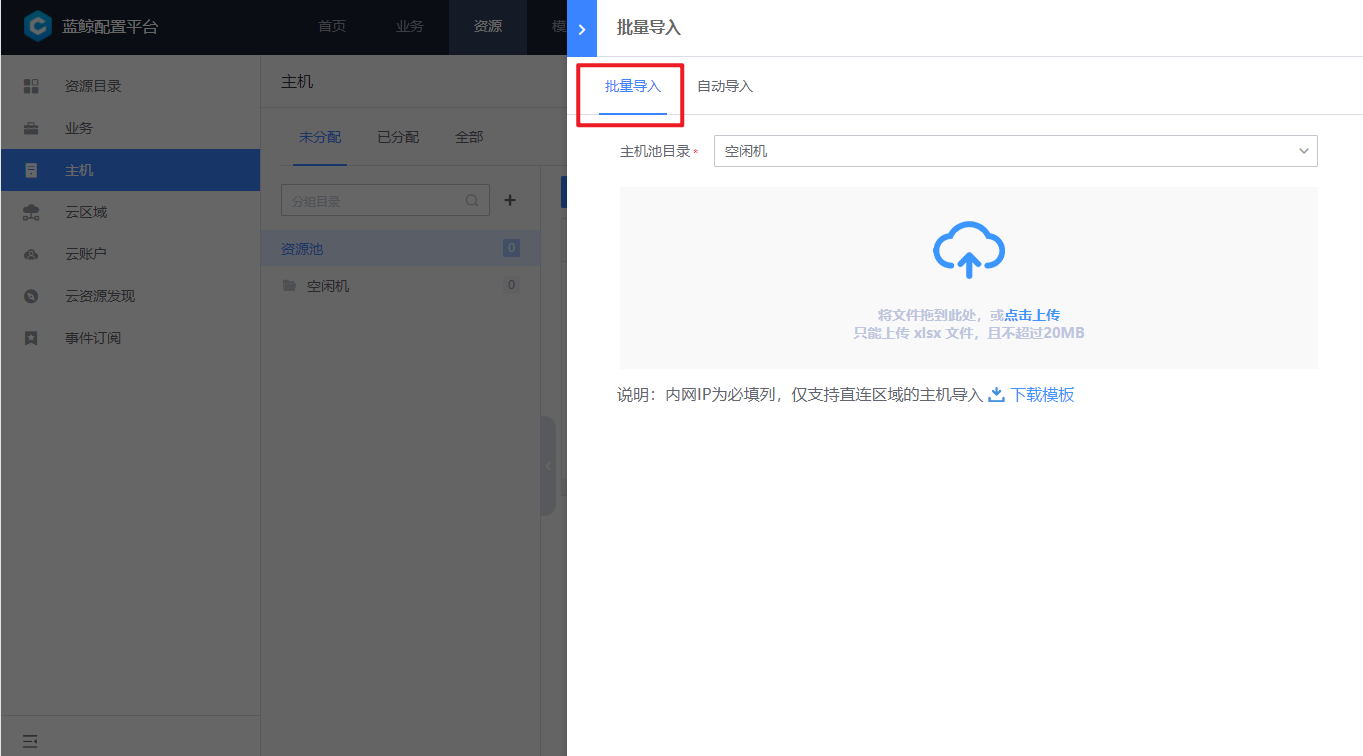 蓝鲸配置平台
首页
业务
资源
模
资源目录
业务
主机
云区域
云账户
云资源发现
事件订阅
主机
未分配
已分配
全部
分组目录
资源池
0
空闲机
0
批量导入
批量导入
自动导入
主机池目录*
空闲机
将文件拖到此处，或点击上传
只能上传 xlsx 文件，且不超过20MB
说明：内网IP为必填列，仅支持直连区域的主机导入 下载模板